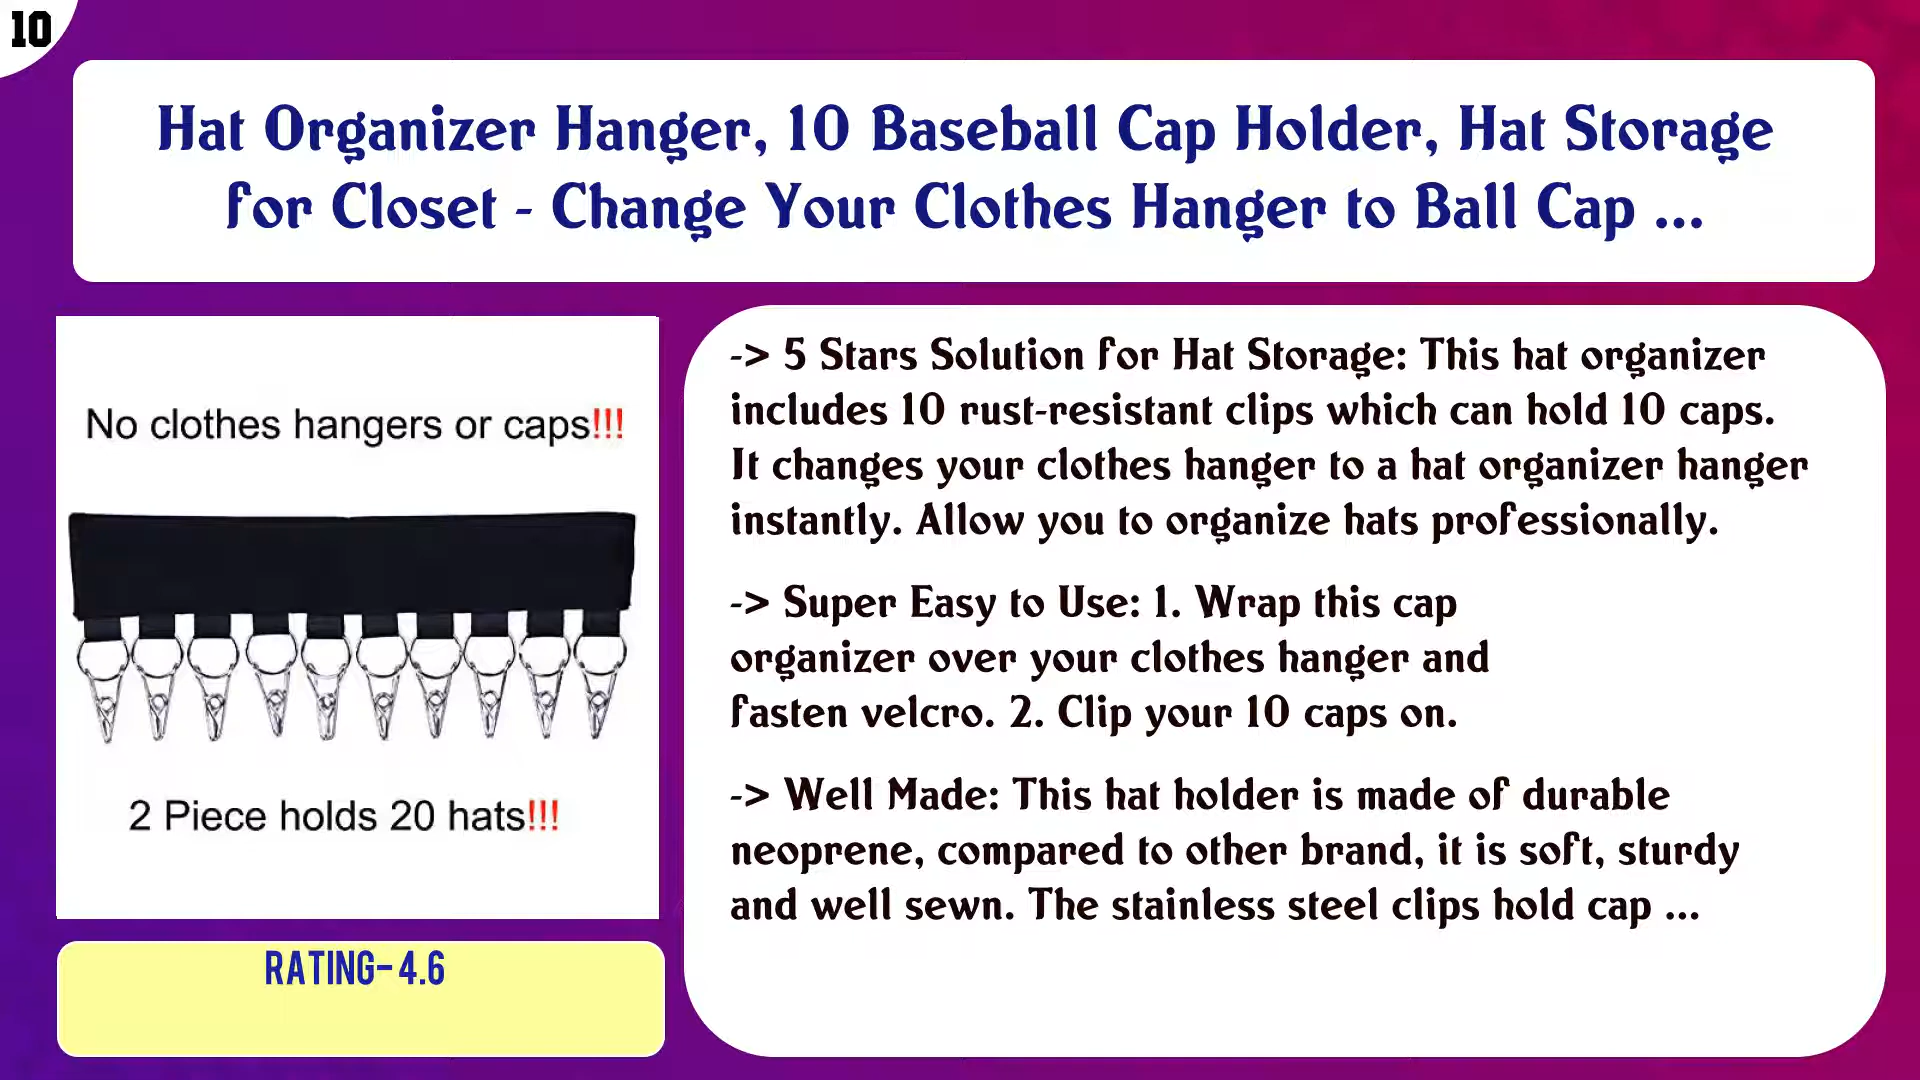 10
Hat Organizer Hanger, 10 Baseball Cap Holder, Hat Storage
for Closet - Change Your Clothes Hanger to Ball Cap ...
No clothes hangers or caps!!!
2 Piece holds 20 hats!!!
RATING- 4.6
-> 5 Stars Solution for Hat Storage: This hat organizer
includes 10 rust-resistant clips which can hold 10 caps.
It changes your clothes hanger to a hat organizer hanger
instantly. Allow you to organize hats professionally.
-> Super Easy to Use: 1. Wrap this cap
organizer over your clothes hanger and
fasten velcro. 2. Clip your 10 caps on.
-> Well Made: This hat holder is made of durable
neoprene, compared to other brand, it is soft, sturdy
and well sewn. The stainless steel clips hold cap ...